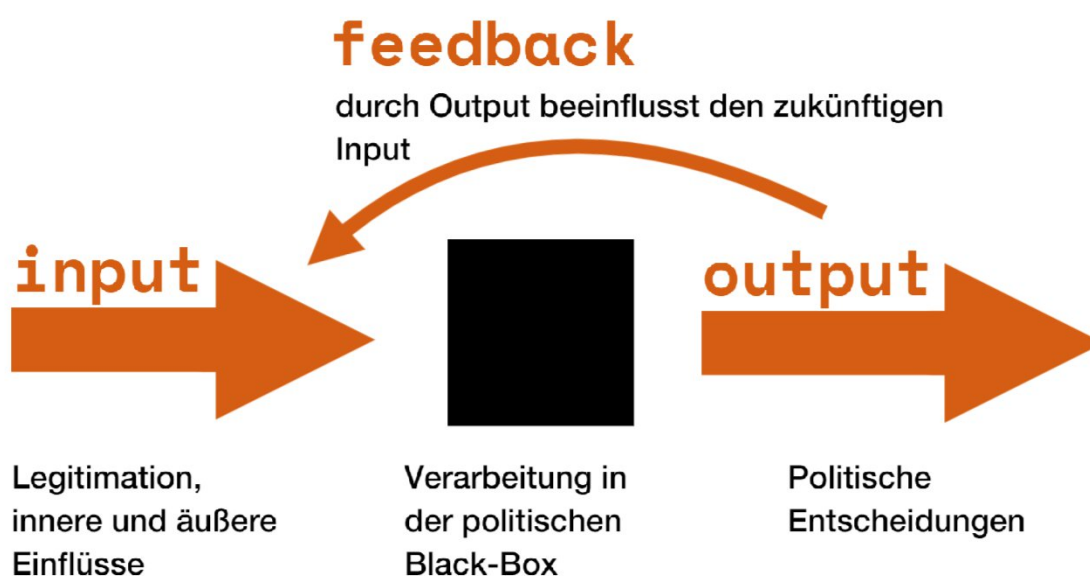 feedback
durch Output beeinflusst den zukünftigen
Input
input
output
Legitimation,
innere und äußere
Einflüsse
Verarbeitung in
der politischen
Black-Box
Politische
Entscheidungen